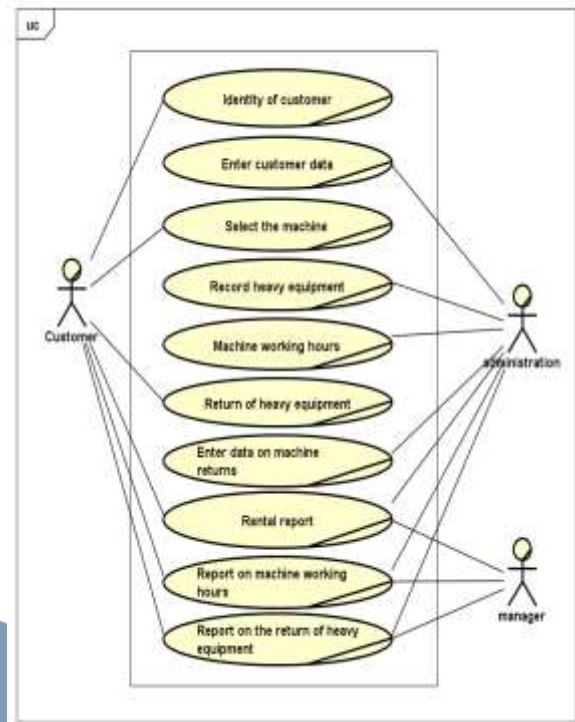 uc
Identity of customer
Enter customer data
Select the machine
Record heavy equipment
Customer
administration
Machine working hours
Return of heavy equipment
Enter data on machine
returns
Rental report
Report on machine working
hours
manager
Report on the return of heavy
equipment